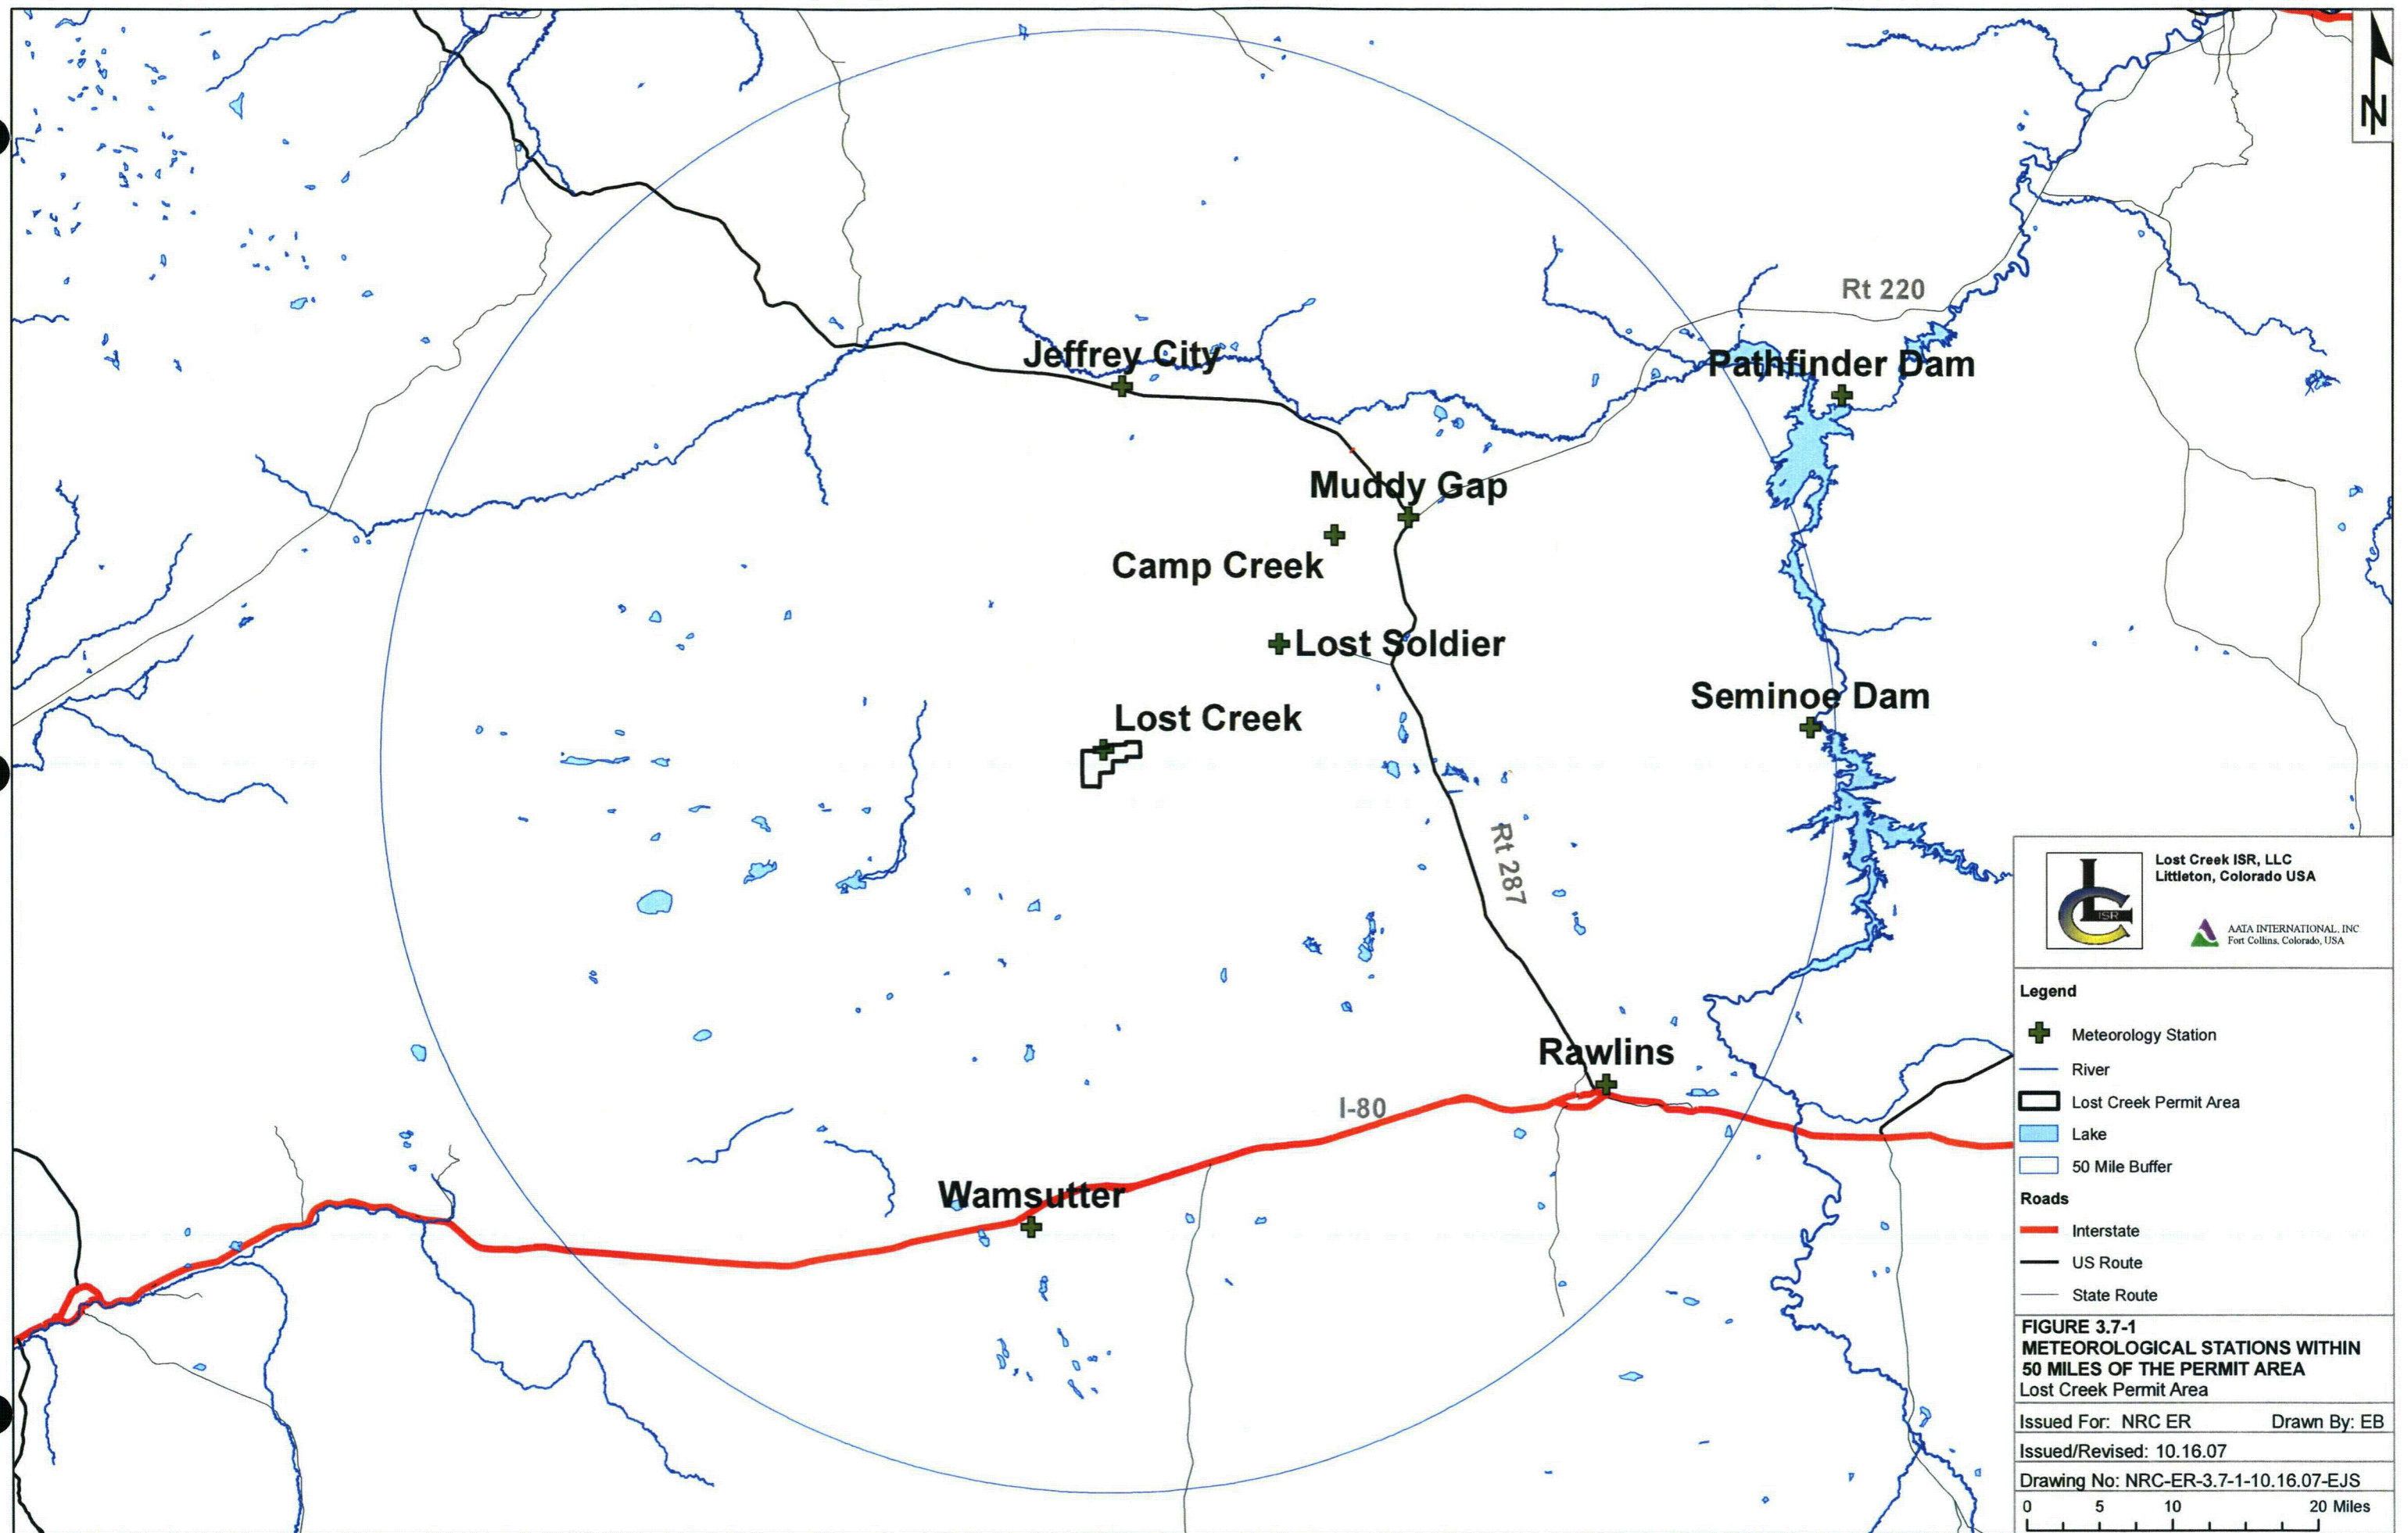 N
Rt 220
Jeffrey City
Pathfinder Dam
Muddy Gap
Camp Creek
Lost Soldier
Seminoe Dam
Lost Creek
Rt 287
Rawlins
I-80
Wamsutter
LC ISR
Lost Creek ISR, LLC
Littleton, Colorado USA
AATA INTERNATIONAL, INC
Fort Collins, Colorado, USA
Legend
Meteorology Station
River
Lost Creek Permit Area
Lake
50 Mile Buffer
Roads
Interstate
US Route
State Route
FIGURE 3.7-1
METEOROLOGICAL STATIONS WITHIN
50 MILES OF THE PERMIT AREA
Lost Creek Permit Area
Issued For: NRC ER Drawn By: EB
Issued/Revised: 10.16.07
Drawing No: NRC-ER-3.7-1-10.16.07-EJS
0 5 10 20 Miles